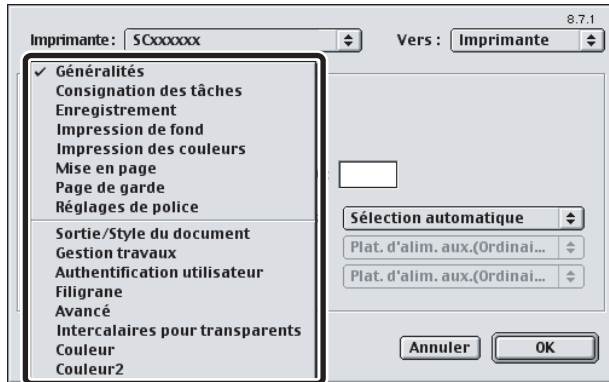 8.7.1
Imprimante: SCxxxxxx Vers: Imprimante
✓ Généralités
Consignation des tâches
Enregistrement
Impression de fond
Impression des couleurs
Mise en page
Page de garde
Réglages de police
Sortie/Style du document
Gestion travaux
Authentification utilisateur
Filigrane
Avancé
Intercalaires pour transparents
Couleur
Couleur2
Sélection automatique
Plat. d'alim. aux.(Ordinai...
Plat. d'alim. aux.(Ordinai...
Annuler OK